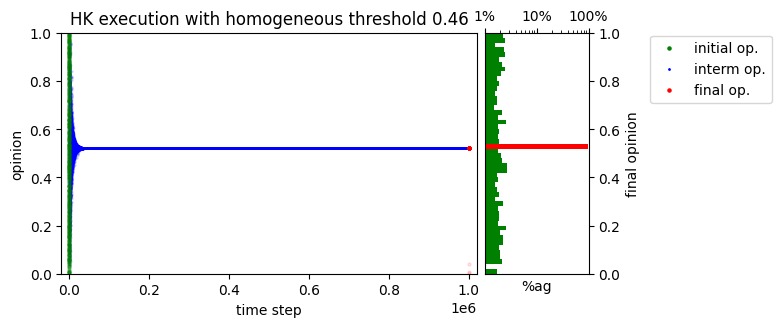 HK execution with homogeneous threshold 0.46
1% 10% 100%
initial op.
interm op.
final op.
opinion
1.0
0.8
0.6
0.4
0.2
0.0
0.0 0.2 0.4 0.6 0.8 1.0
1e6
time step
%ag
1.0
0.8
0.6
0.4
0.2
0.0
final opinion